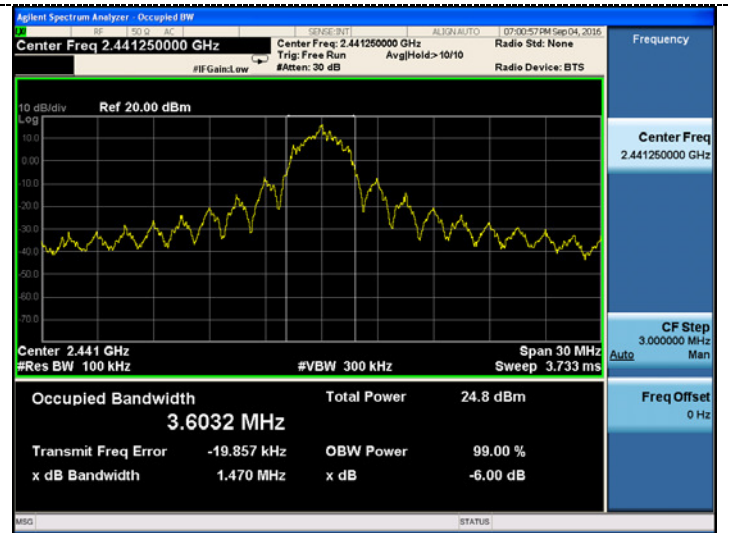 Agilent Spectrum Analyzer - Occupied BW
RF 50 Ω AC SENSE:INT ALIGN AUTO 07:00:57 PM Sep 04, 2016
Center Freq 2.441250000 GHz Center Freq: 2.441250000 GHz Radio Std: None Frequency
Trig: Free Run Avg|Hold:>10/10
#IFGain:Low #Atten: 30 dB Radio Device: BTS
10 dB/div Ref 20.00 dBm
Log
10.0
0.00
-10.0
-20.0
-30.0
-40.0
-50.0
-60.0
-70.0
Center Freq
2.441250000 GHz
Center 2.441 GHz Span 30 MHz
#Res BW 100 kHz #VBW 300 kHz Sweep 3.733 ms
CF Step
3.000000 MHz
Auto Man
Occupied Bandwidth Total Power 24.8 dBm
3.6032 MHz
Transmit Freq Error -19.857 kHz OBW Power 99.00 %
x dB Bandwidth 1.470 MHz x dB -6.00 dB
Freq Offset
0 Hz
MSG STATUS